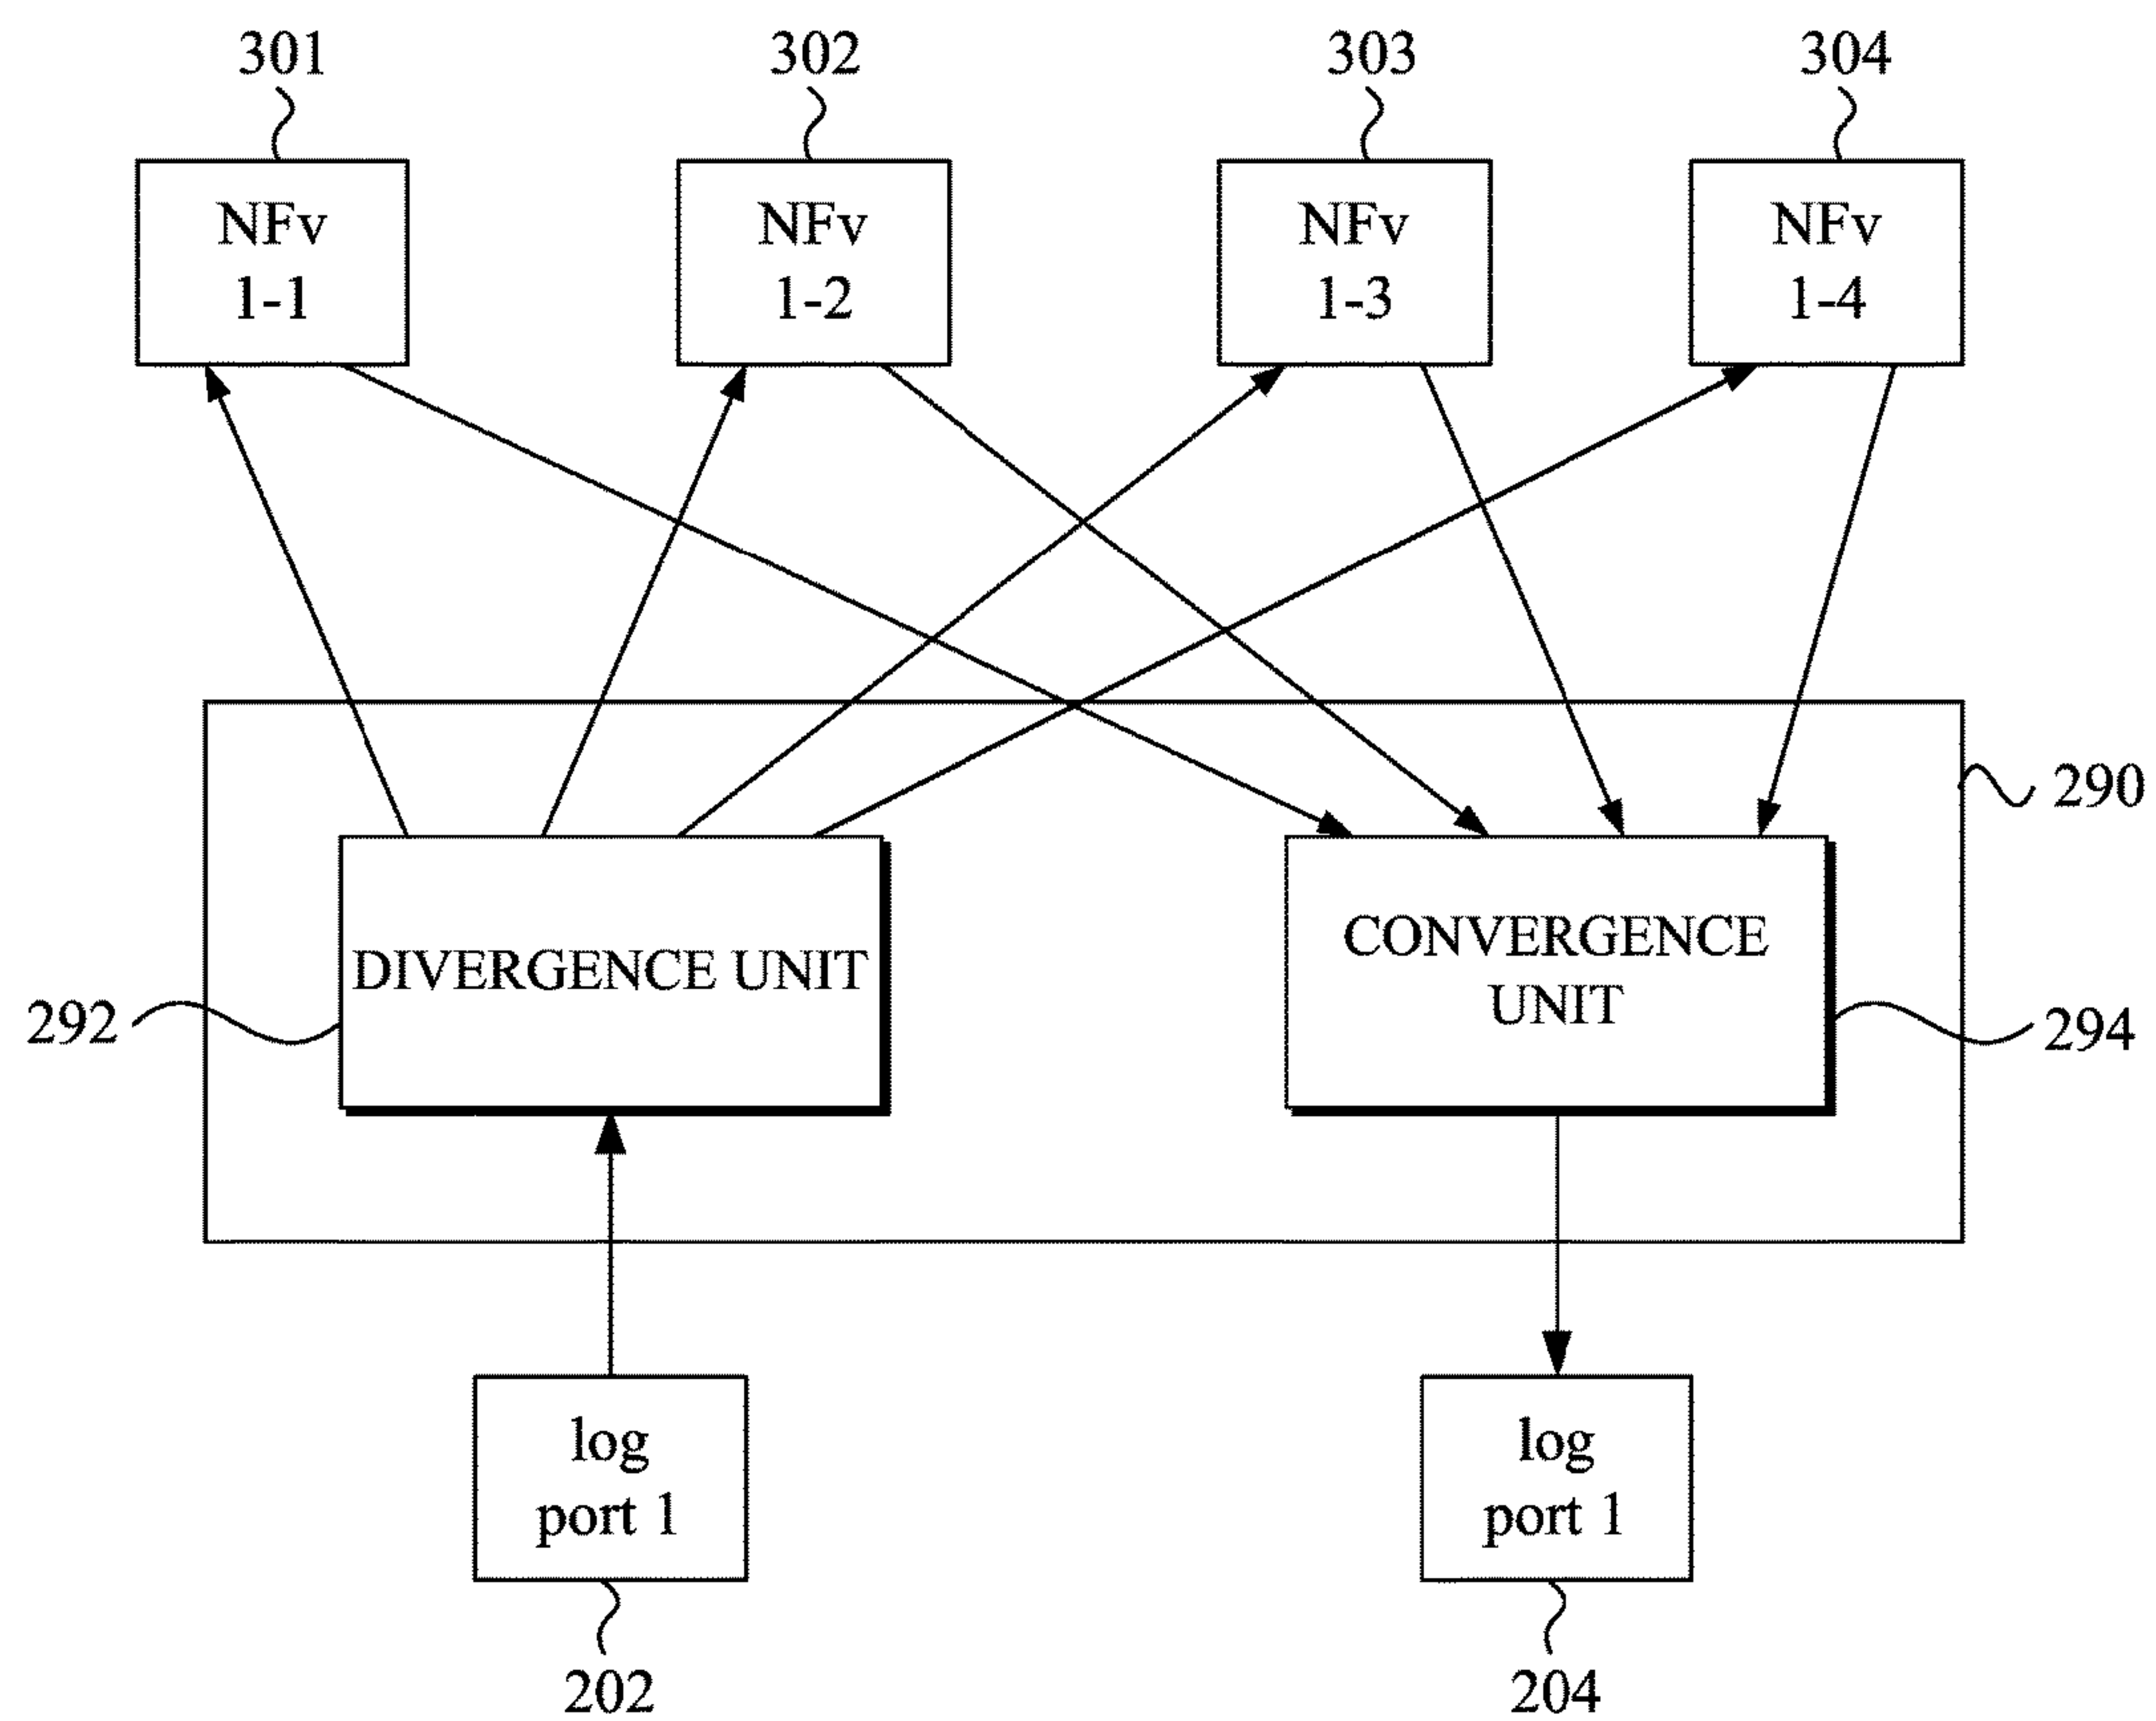 301
302
303
304
NFv
1-1
NFv
1-2
NFv
1-3
NFv
1-4
290
DIVERGENCE UNIT
CONVERGENCE
UNIT
292
294
log
port 1
log
port 1
202
204